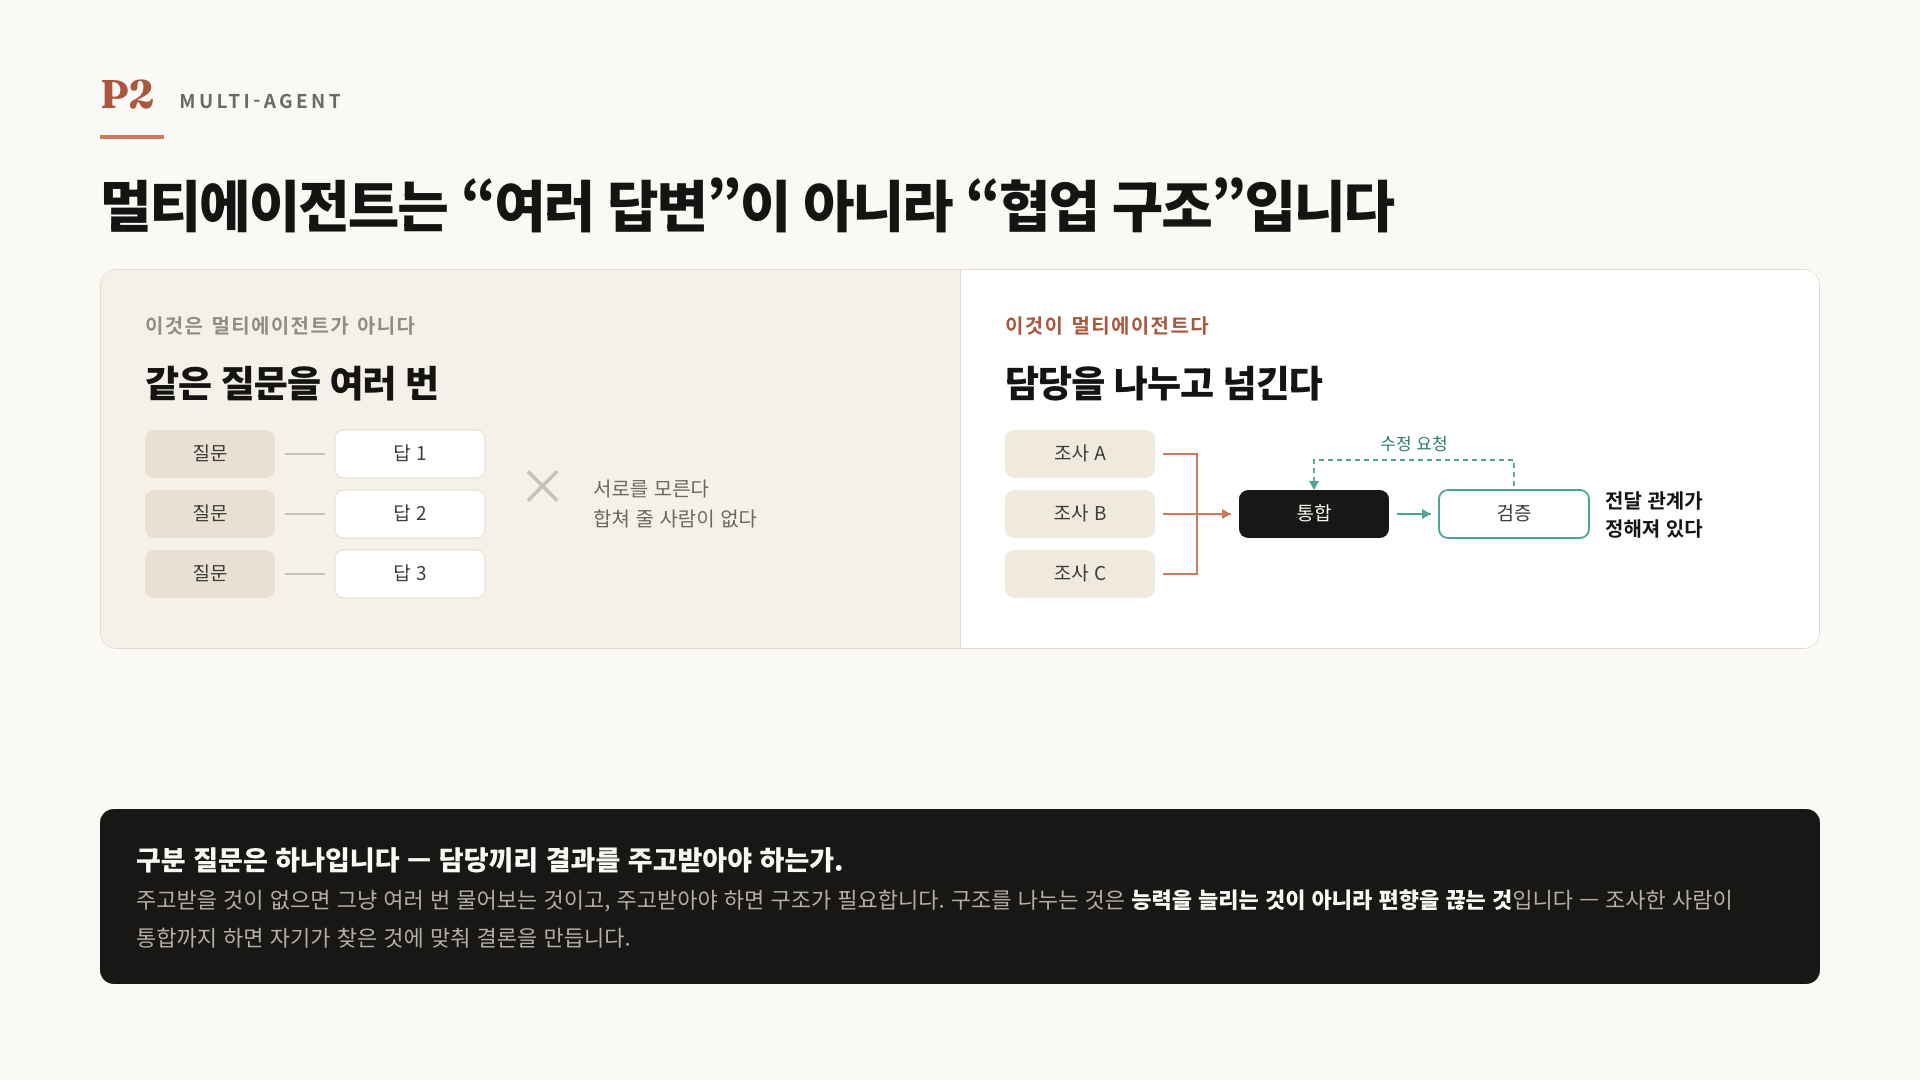 P2 MULTI-AGENT
멀티에이전트는 “여러 답변”이 아니라 “협업 구조”입니다
이것은 멀티에이전트가 아니다
같은 질문을 여러 번
질문
답 1
질문
답 2
질문
답 3
서로를 모른다
합쳐 줄 사람이 없다
이것이 멀티에이전트다
담당을 나누고 넘긴다
조사 A
조사 B
조사 C
수정 요청
통합
검증
전달 관계가
정해져 있다
구분 질문은 하나입니다 — 담당끼리 결과를 주고받아야 하는가.
주고받을 것이 없으면 그냥 여러 번 물어보는 것이고, 주고받아야 하면 구조가 필요합니다. 구조를 나누는 것은 능력을 늘리는 것이 아니라 편향을 끊는 것입니다 — 조사한 사람이
통합까지 하면 자기가 찾은 것에 맞춰 결론을 만듭니다.